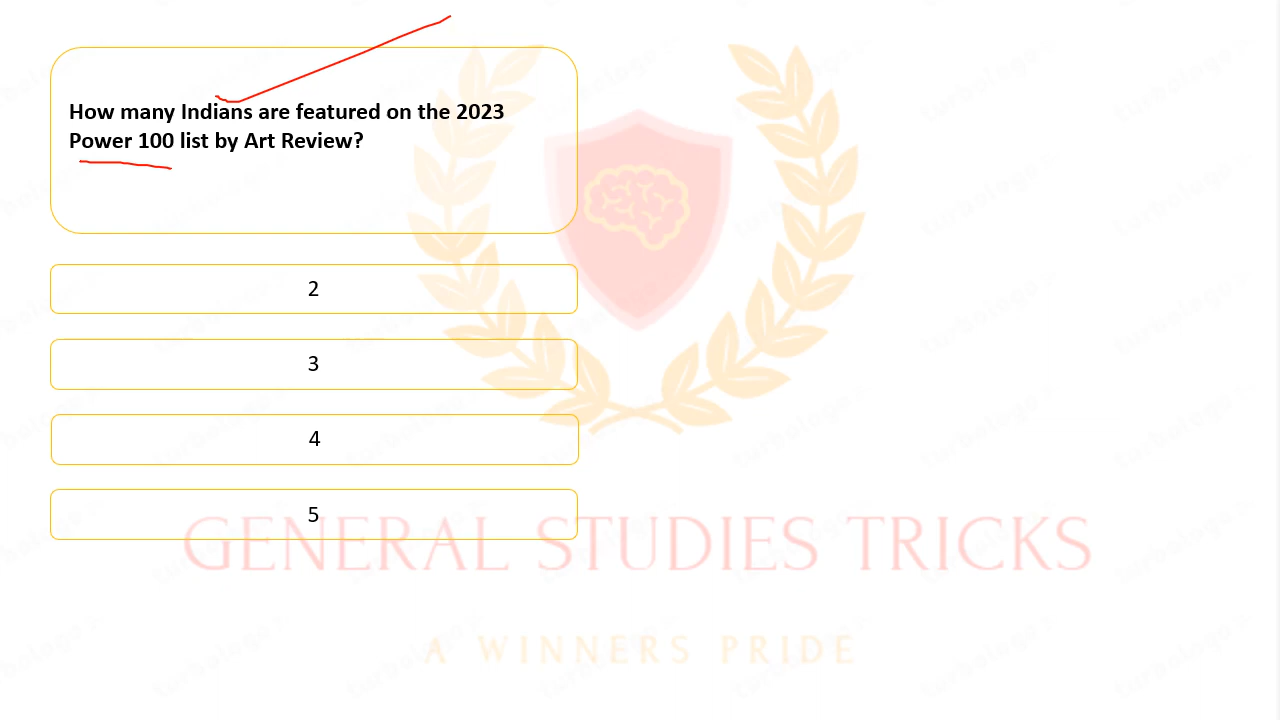 How many Indians are featured on the 2023
Power 100 list by Art Review?
2
3
4
5
GENERAL STUDIES TRICKS
A WINNERS PRIDE
turbologo